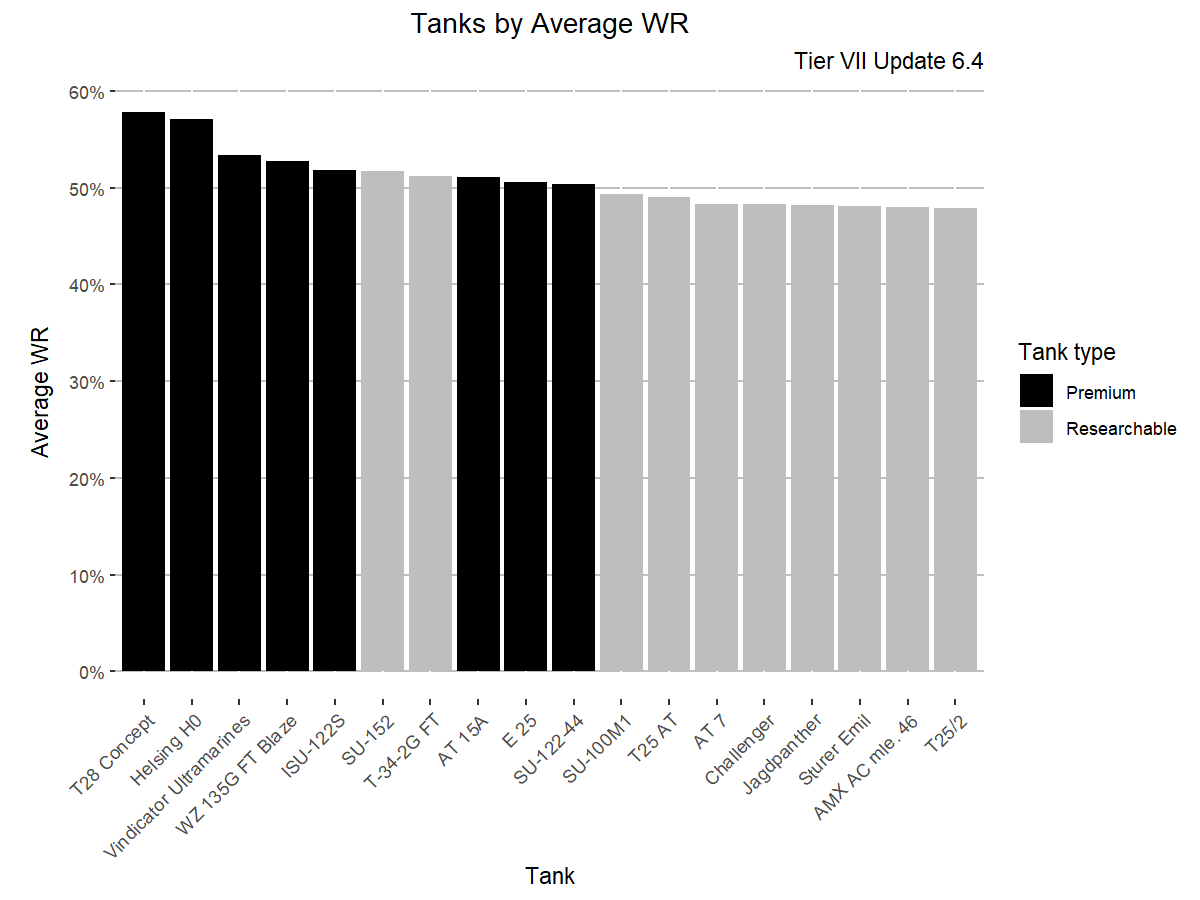 Tanks by Average WR
Tier VII Update 6.4
60%
50%
40%
30%
20%
10%
0%
Average WR
T28 Concept
Helsing H0
Vindicator Ultramarines
WZ 135G FT Blaze
ISU-122S
SU-152
T-34-2G FT
AT 15A
E 25
SU-122-44
SU-100M1
T25 AT
AT 7
Challenger
Jagdpanther
Sturer Emil
AMX AC mle. 46
T25/2
Tank
Tank type
Premium
Researchable